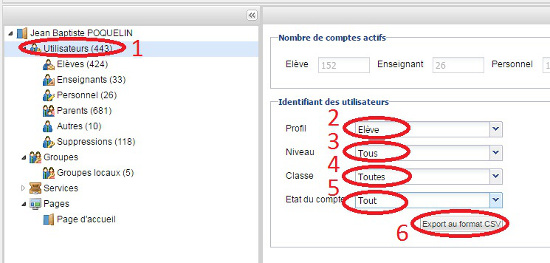 Jean Baptiste POQUELIN
Utilisateurs (443)
1
Elèves (424)
Enseignants (33)
Personnel (26)
Parents (681)
Autres (10)
Suppressions (118)
Groupes
Groupes locaux (5)
Services
Pages
Page d'accueil
Nombre de comptes actifs
Elève 152 Enseignant 26 Personnel 1
Identifiant des utilisateurs
2
Profil Elève
3
Niveau Tous
4
Classe Toutes
5
Etat du compte Tout
6 Export au format CSV